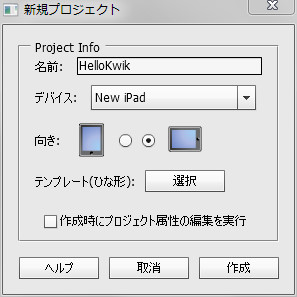 新規プロジェクト
Project Info
名前: HelloKwik
デバイス: New iPad
向き:
テンプレート(ひな形): 選択
作成時にプロジェクト属性の編集を実行
ヘルプ 取消 作成